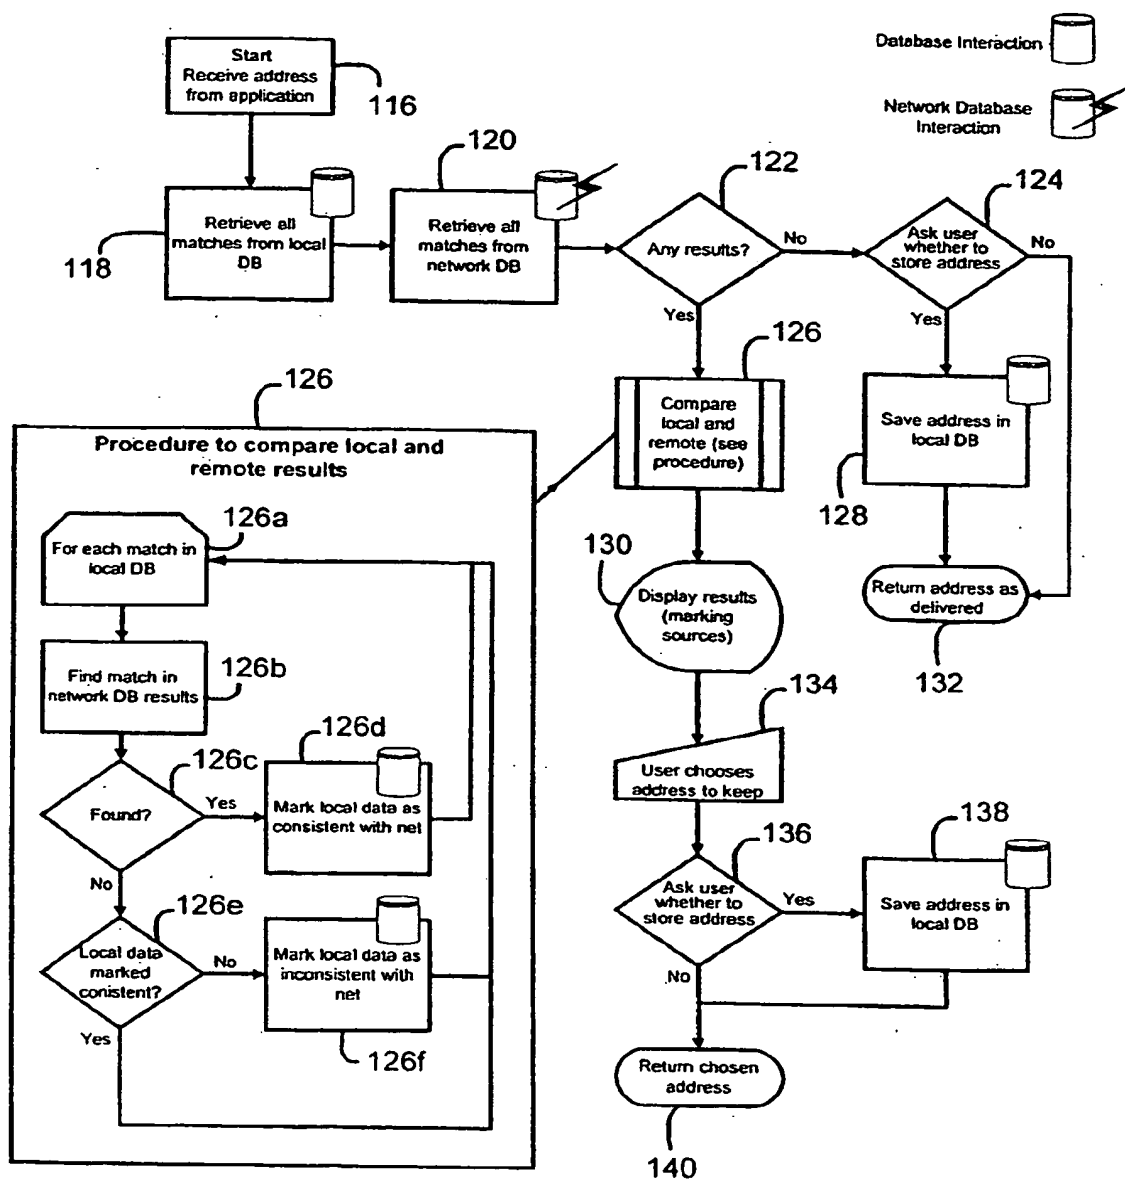 Database Interaction
Network Database
Interaction
Start
Receive address
from application
116
118
Retrieve all
matches from local
DB
120
Retrieve all
matches from
network DB
122
Any results?
No
Yes
124
Ask user
whether to
store address
No
Yes
126
Compare
local and
remote (see
procedure)
Save address in
local DB
128
Return address as
delivered
132
130
Display results
(marking
sources)
134
User chooses
address to keep
136
Ask user
whether to
store address
Yes
No
138
Save address in
local DB
Return chosen
address
140
126
Procedure to compare local and
remote results
126a
For each match in
local DB
126b
Find match in
network DB results
126c
Found?
Yes
No
126d
Mark local data as
consistent with net
126e
Local data
marked
conistent?
No
Yes
Mark local data as
inconsistent with
net
126f